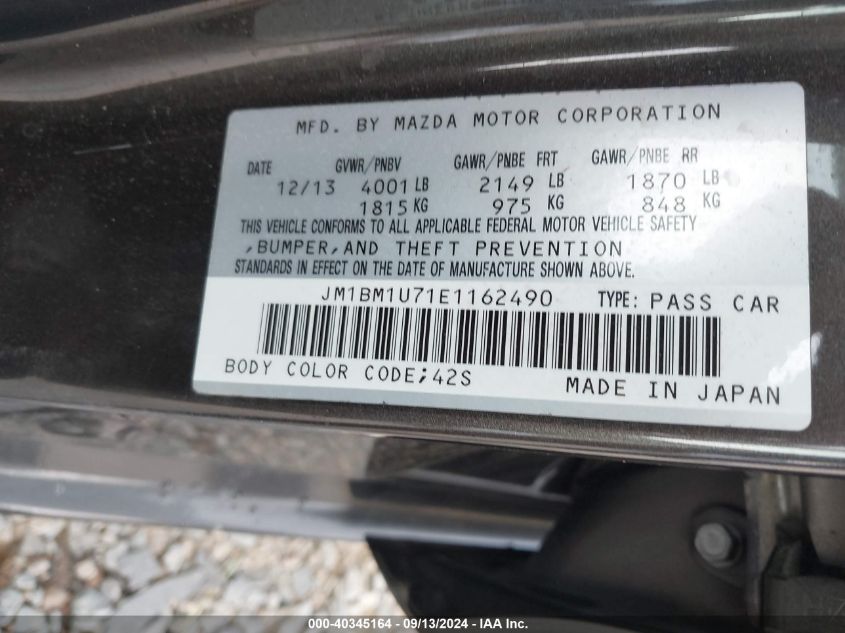 MFD. BY MAZDA MOTOR CORPORATION
DATE GVWR/PNBV GAWR/PNBE FRT GAWR/PNBE RR
12/13 4001 LB 2149 LB 1870 LB
1815 KG 975 KG 848 KG
THIS VEHICLE CONFORMS TO ALL APPLICABLE FEDERAL MOTOR VEHICLE SAFETY
,BUMPER,AND THEFT PREVENTION
STANDARDS IN EFFECT ON THE DATE OF MANUFACTURE SHOWN ABOVE.
JM1BM1U71E1162490 TYPE: PASS CAR
BODY COLOR CODE;42S MADE IN JAPAN
000-40345164 - 09/13/2024 - IAA Inc.